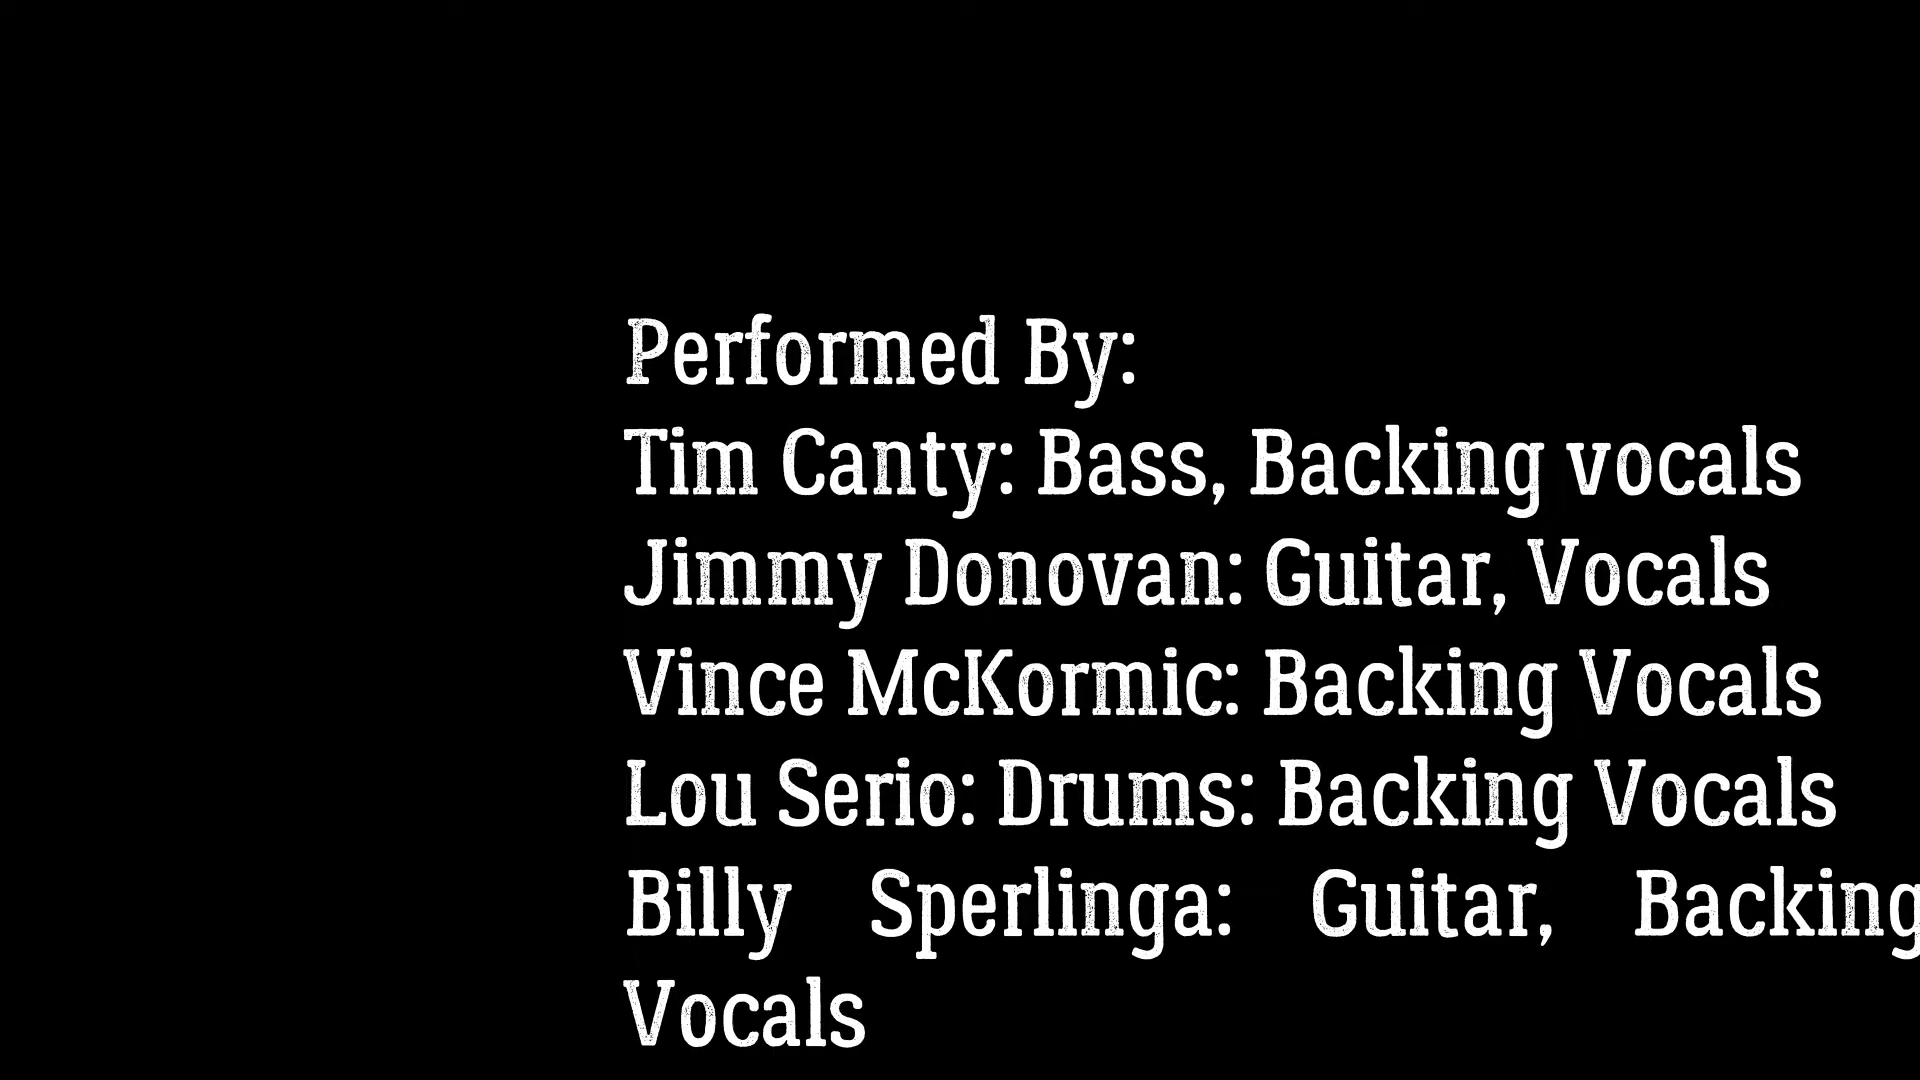 Performed By:
Tim Canty: Bass, Backing vocals
Jimmy Donovan: Guitar, Vocals
Vince McKormic: Backing Vocals
Lou Serio: Drums: Backing Vocals
Billy Sperlinga: Guitar, Backing
Vocals